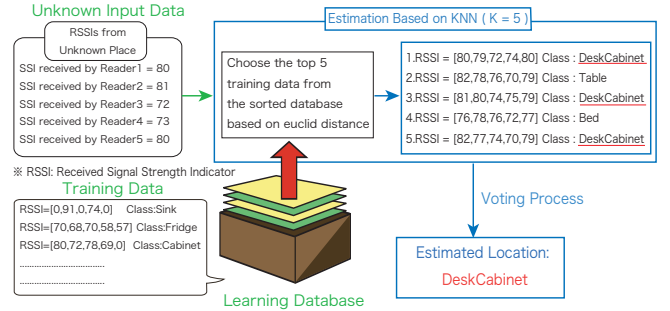 Unknown Input Data
RSSIs from
Unknown Place
SSI received by Reader1 = 80
SSI received by Reader2 = 81
SSI received by Reader3 = 72
SSI received by Reader4 = 73
SSI received by Reader5 = 80
※ RSSI: Received Signal Strength Indicator
Estimation Based on KNN ( K = 5 )
Choose the top 5
training data from
the sorted database
based on euclid distance
1.RSSI = [80,79,72,74,80] Class : DeskCabinet
2.RSSI = [82,78,76,70,79] Class : Table
3.RSSI = [81,80,74,75,79] Class : DeskCabinet
4.RSSI = [76,78,76,72,77] Class : Bed
5.RSSI = [82,77,74,70,79] Class : DeskCabinet
Training Data
RSSI=[0,91,0,74,0] Class:Sink
RSSI=[70,68,70,58,57] Class:Fridge
RSSI=[80,72,78,69,0] Class:Cabinet
..................................
..................................
Learning Database
Voting Process
Estimated Location:
DeskCabinet